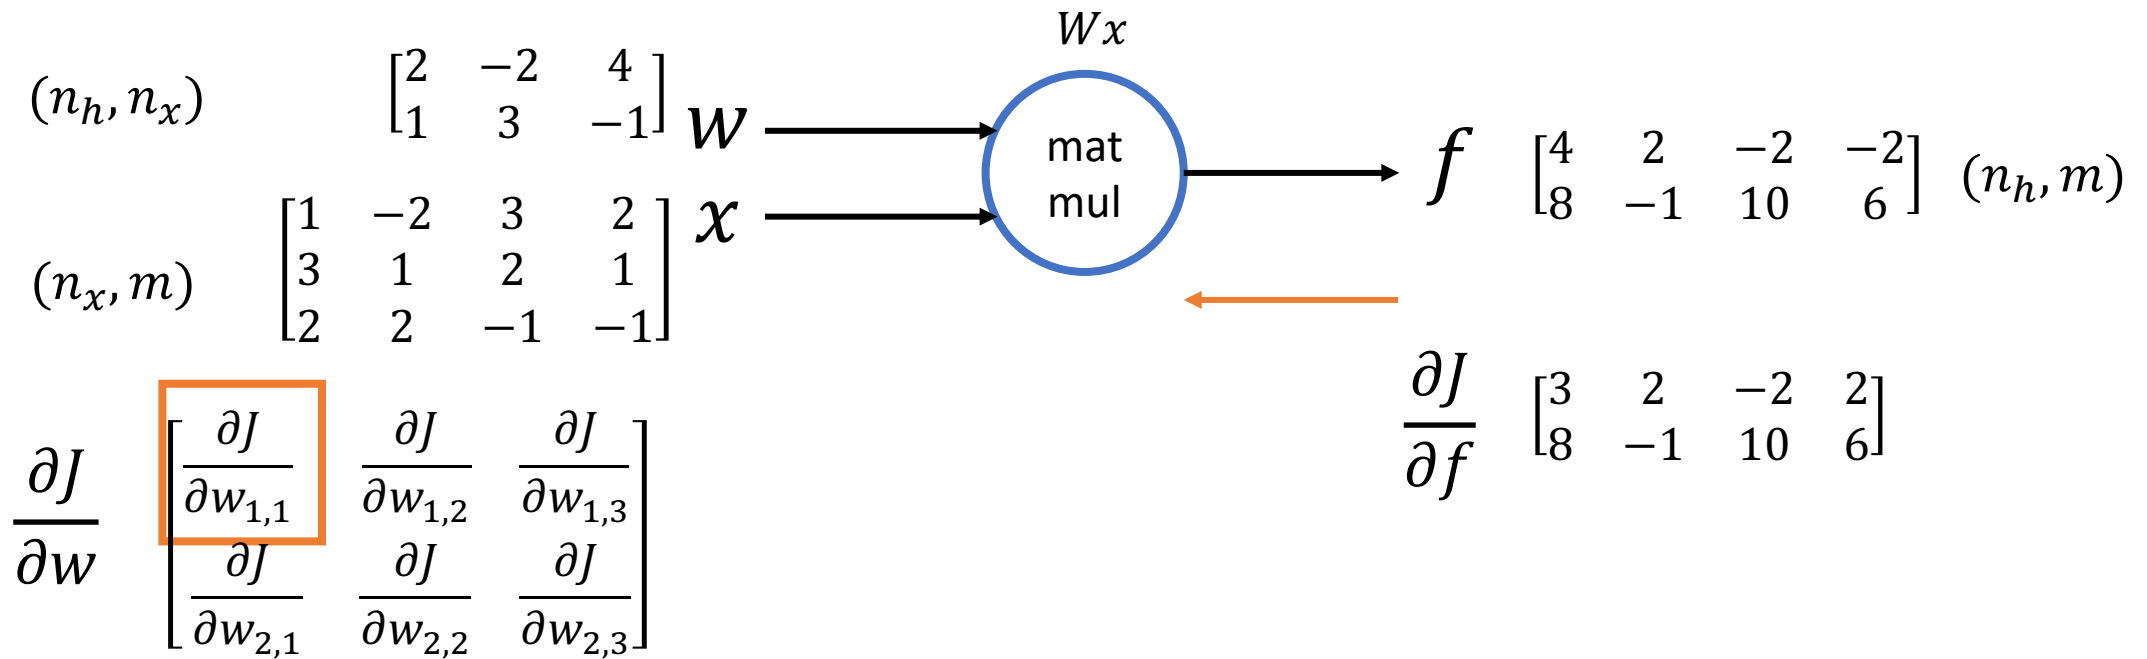 Wx
(n_h, n_x)
[2 −2 4
1 3 −1]
w
mat
mul
f
[4 2 −2 −2
8 −1 10 6]
(n_h, m)
(n_x, m)
[1 −2 3 2
3 1 2 1
2 2 −1 −1]
x
∂J/∂f
[3 2 −2 2
8 −1 10 6]
∂J/∂w
[∂J/∂w_{1,1} ∂J/∂w_{1,2} ∂J/∂w_{1,3}
∂J/∂w_{2,1} ∂J/∂w_{2,2} ∂J/∂w_{2,3}]